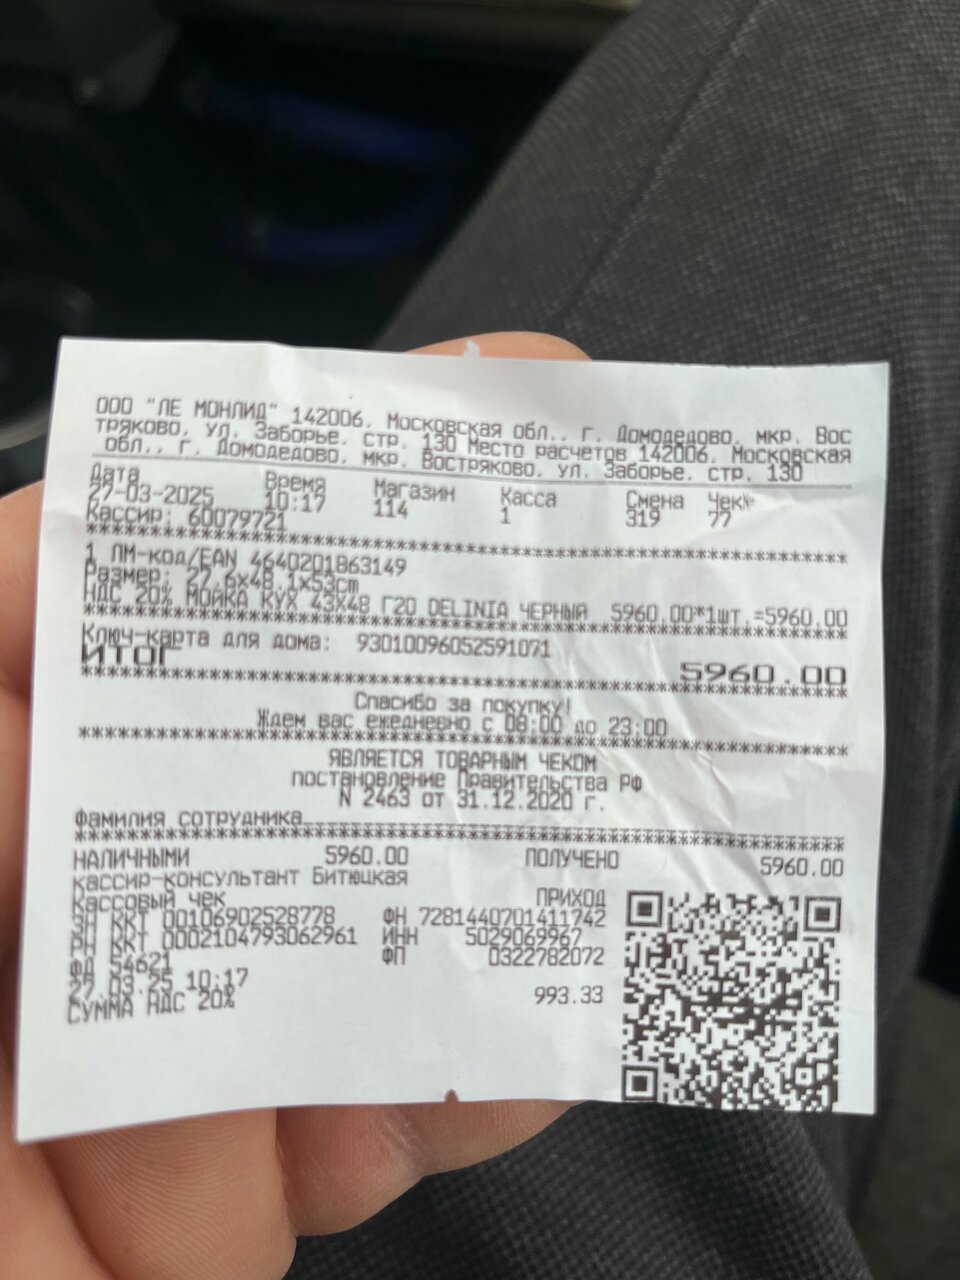 ООО "ЛЕ МОНЛИД" 142006, Московская обл., г. Домодедово, мкр. Вос
тряково, ул. Заборье, стр. 130 Место расчетов 142006, Московская
обл., г. Домодедово, мкр. Востряково, ул. Заборье, стр. 130
Дата Время Магазин Касса Смена Чек№
27-03-2025 10:17 114 1 319 77
Кассир: 60079721
************************************************************
1 ЛМ-код/EAN 4640201863149
Размер: 27.6x48.1x53cm
НДС 20% МОЙКА КУХ 43X48 Г20 DELINIA ЧЕРНЫЙ 5960.00*1шт.=5960.00
************************************************************
Ключ-карта для дома: 93010096052591071
ИТОГ 5960.00
************************************************************
Спасибо за покупку!
Ждем вас ежедневно с 08:00 до 23:00
************************************************************
ЯВЛЯЕТСЯ ТОВАРНЫМ ЧЕКОМ
постановление Правительства РФ
N 2463 от 31.12.2020 г.
Фамилия сотрудника
************************************************************
НАЛИЧНЫМИ 5960.00 ПОЛУЧЕНО 5960.00
кассир-консультант Битюцкая
Кассовый чек ПРИХОД
ЗН ККТ 00106902528778 ФН 7281440701411742
РН ККТ 0002104793062961 ИНН 5029069967
ФД 54621 ФП 0322782072
27.03.25 10:17
СУММА НДС 20% 993.33